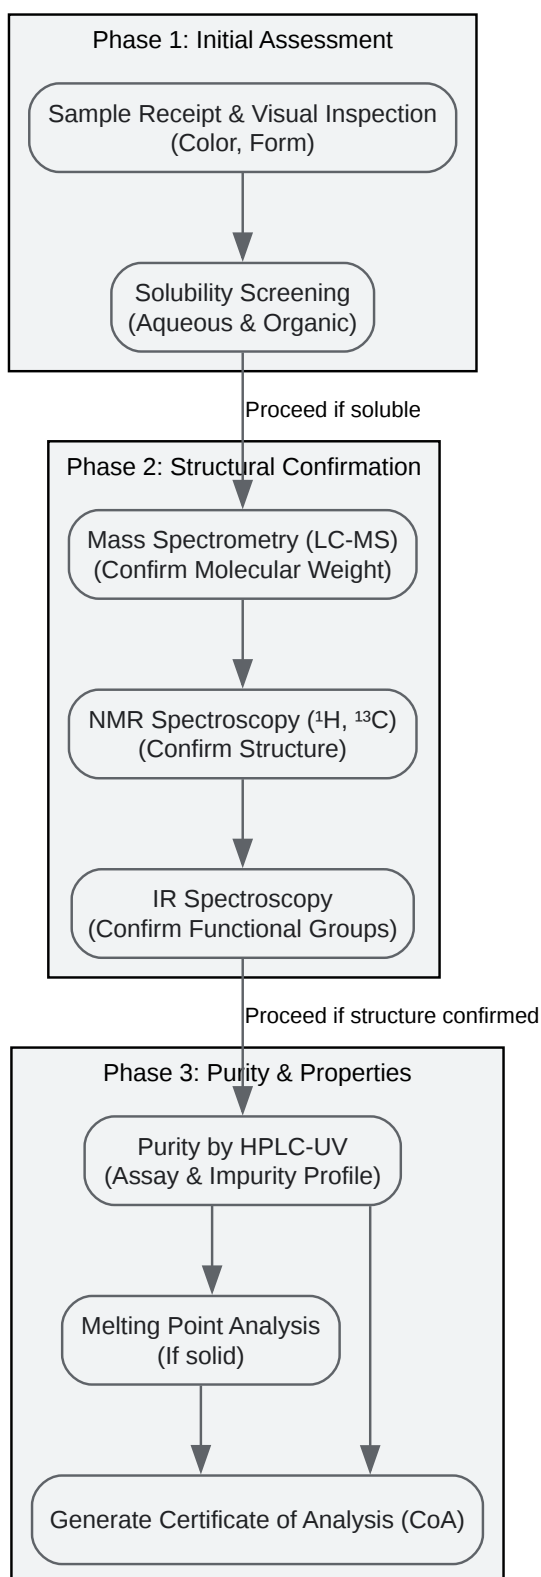 Phase 1: Initial Assessment
Sample Receipt & Visual Inspection
(Color, Form)
Solubility Screening
(Aqueous & Organic)
Proceed if soluble
Phase 2: Structural Confirmation
Mass Spectrometry (LC-MS)
(Confirm Molecular Weight)
NMR Spectroscopy (¹H, ¹³C)
(Confirm Structure)
IR Spectroscopy
(Confirm Functional Groups)
Proceed if structure confirmed
Phase 3: Purity & Properties
Purity by HPLC-UV
(Assay & Impurity Profile)
Melting Point Analysis
(If solid)
Generate Certificate of Analysis (CoA)